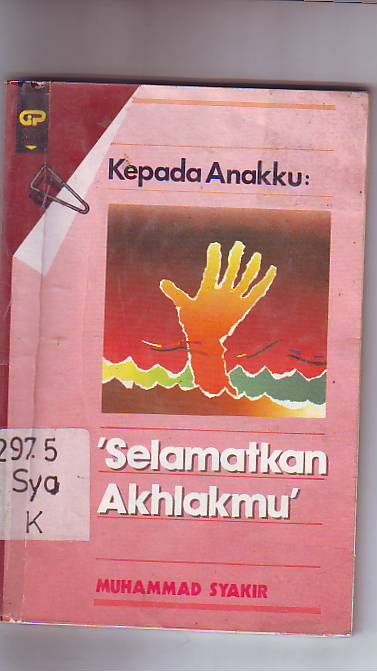 GP
Kepada Anakku:
297.5
Sya
K
'Selamatkan
Akhlakmu'
MUHAMMAD SYAKIR